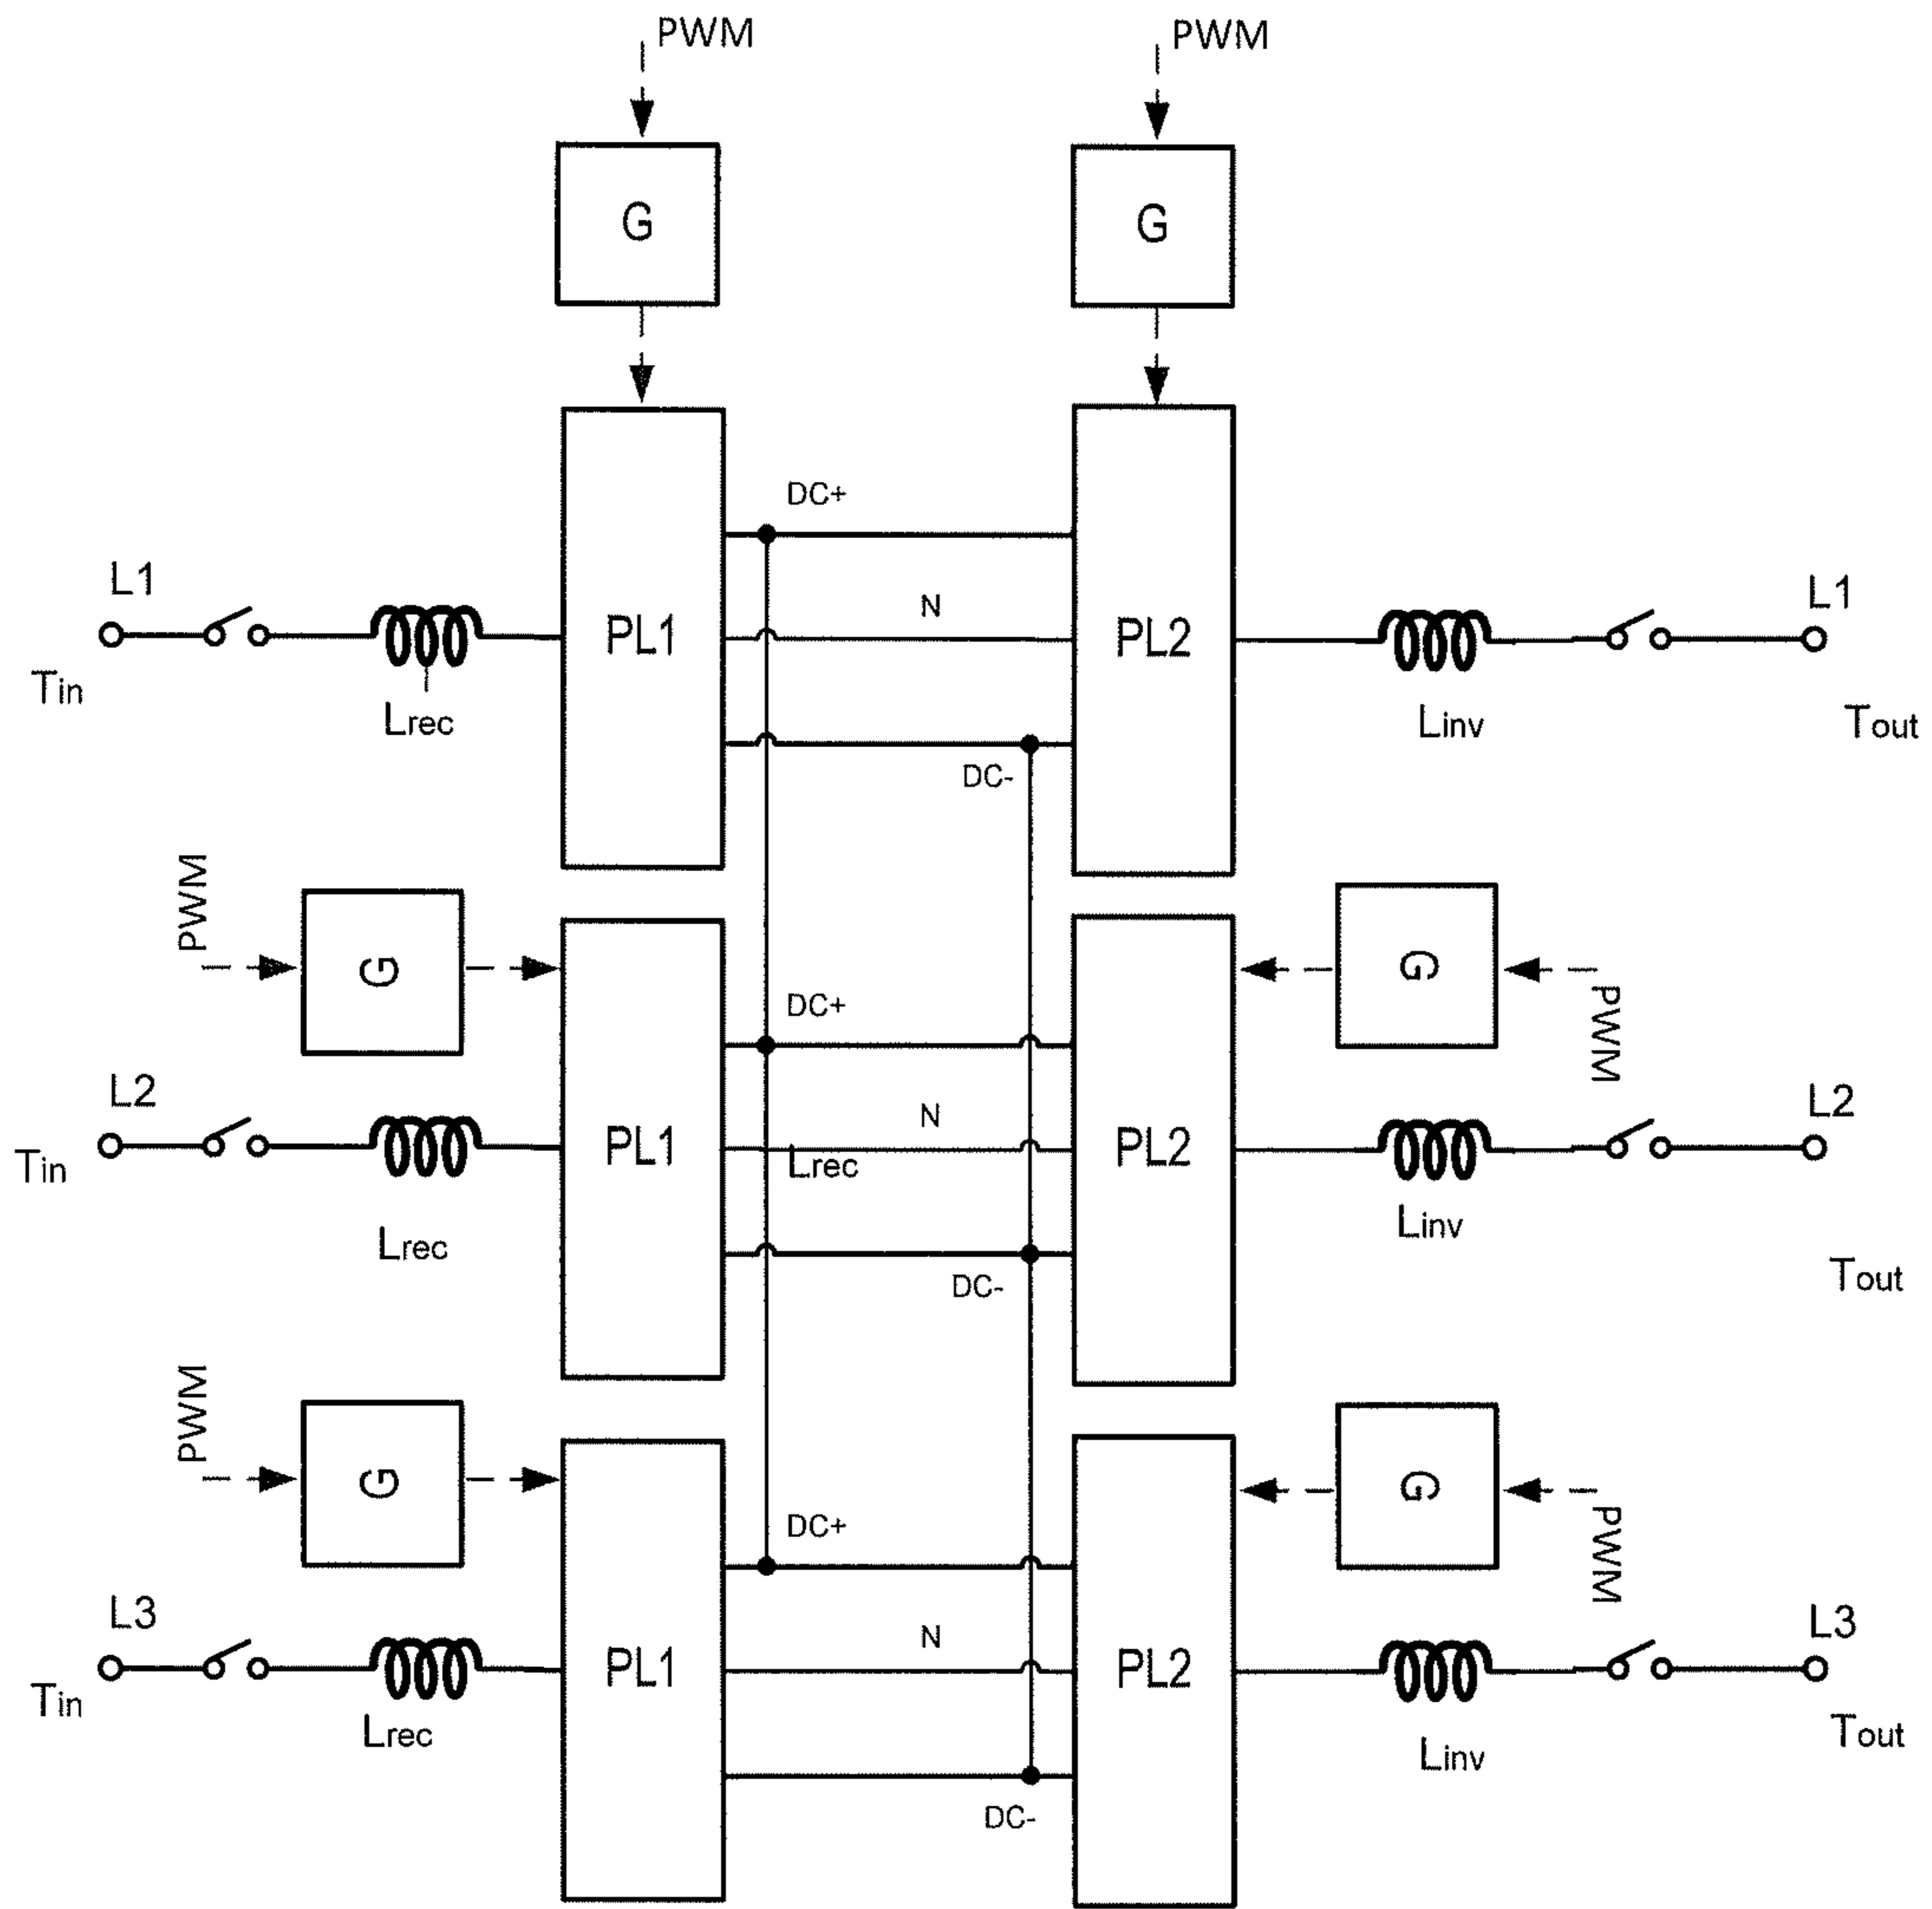 PWM
PWM
G
G
DC+
L1
N
L1
PL1
PL2
Tin
Lrec
Linv
Tout
DC-
PWM
G
G
DC+
PWM
L2
N
L2
PL1
PL2
Tin
Lrec
Lrec
Linv
Tout
DC-
PWM
G
G
DC+
PWM
L3
N
L3
PL1
PL2
Tin
Lrec
Linv
Tout
DC-